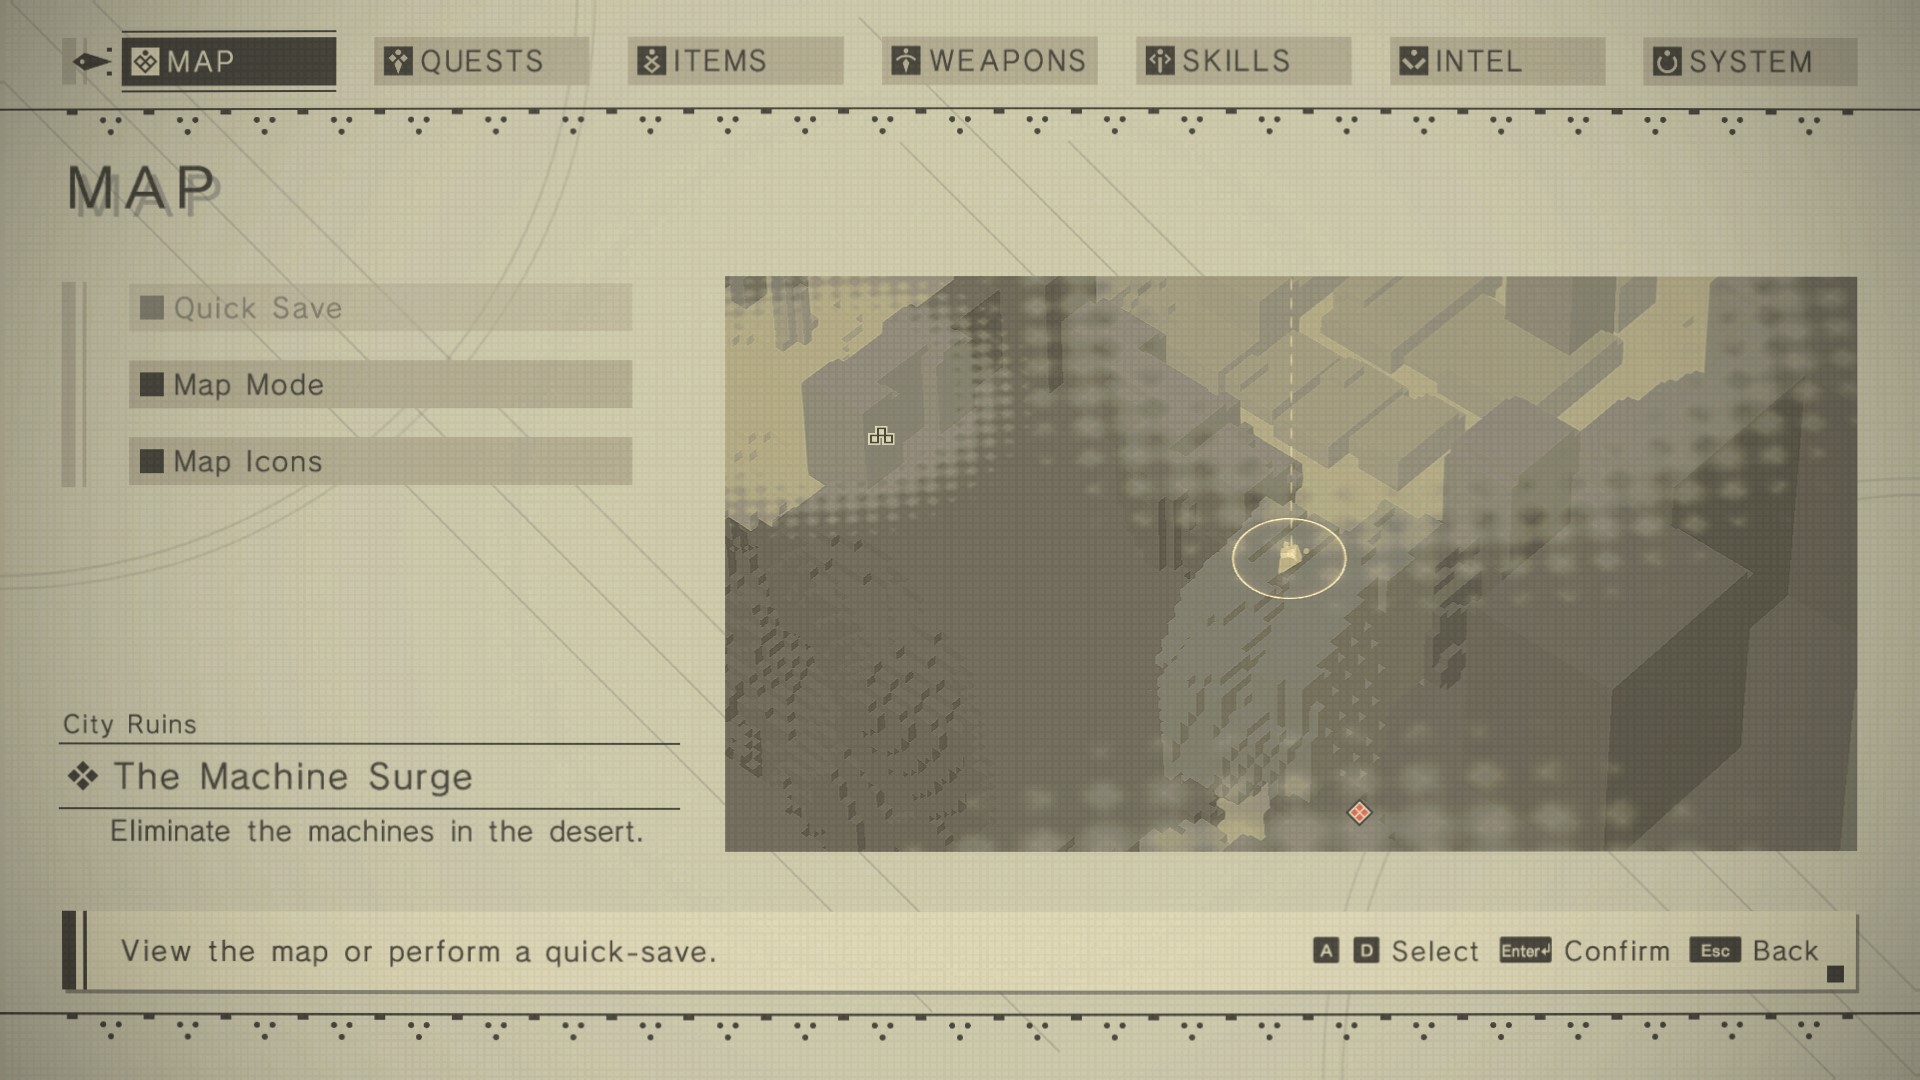 MAP
QUESTS
ITEMS
WEAPONS
SKILLS
INTEL
SYSTEM
MAP
Quick Save
Map Mode
Map Icons
City Ruins
The Machine Surge
Eliminate the machines in the desert.
View the map or perform a quick-save.
A D Select Enter Confirm Esc Back